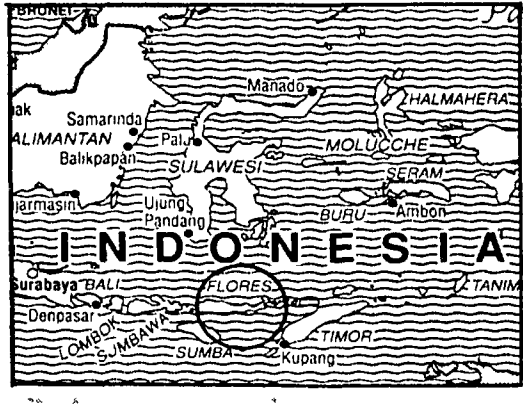 BRUNEI
Manado
HALMAHERA
Samarinda
ALIMANTAN
Palu
MOLUCCHE
Balikpapan
SULAWESI
SERAM
jarmasin
Ujung
Pandang
BURU
Ambon
INDONESIA
Surabaya
BALI
FLORES
TANIM
Denpasar
LOMBOK
SUMBAWA
TIMOR
SUMBA
Kupang